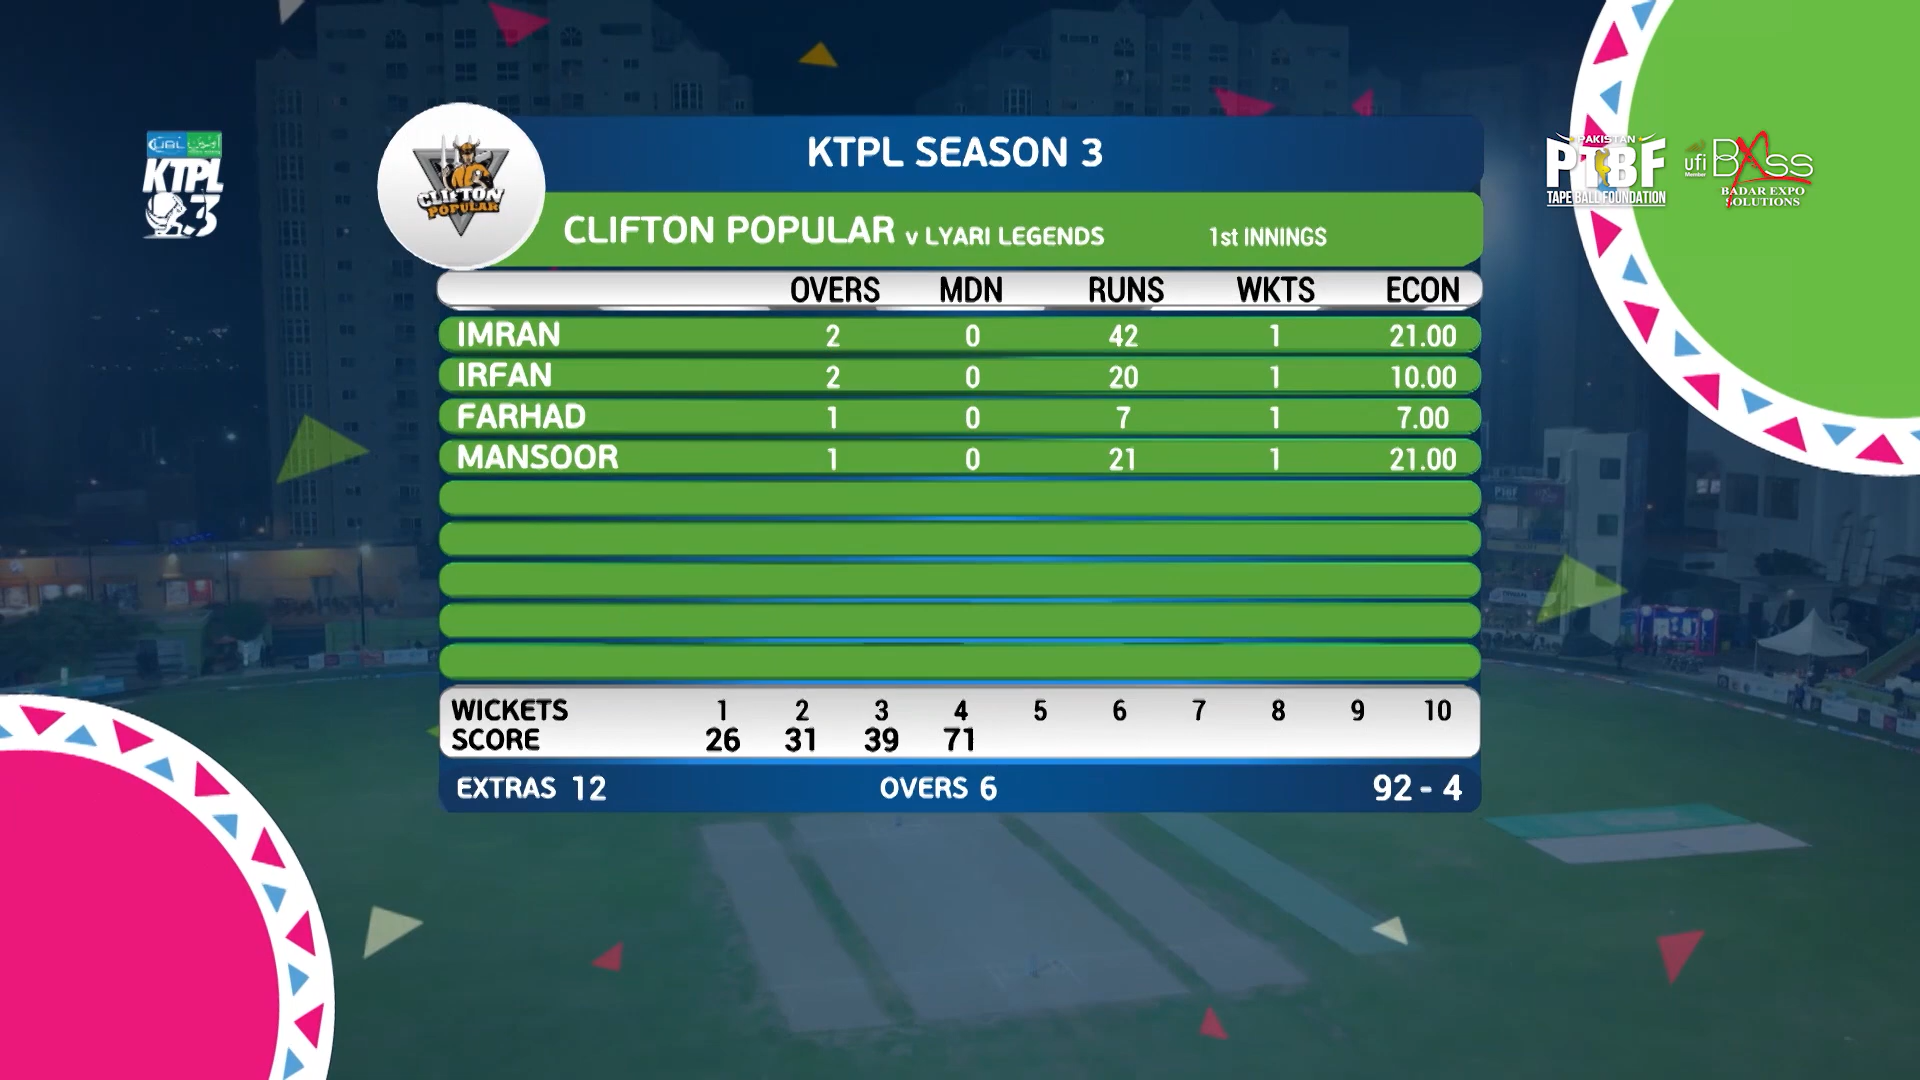 KTPL SEASON 3
UBL
KTPL
3
CLIFTON
POPULAR
PAKISTAN
PTBF
TAPE BALL FOUNDATION
ufi
Member
BXSS
BADAR EXPO
SOLUTIONS
CLIFTON POPULAR v LYARI LEGENDS 1st INNINGS
OVERS MDN RUNS WKTS ECON
IMRAN 2 0 42 1 21.00
IRFAN 2 0 20 1 10.00
FARHAD 1 0 7 1 7.00
MANSOOR 1 0 21 1 21.00
WICKETS 1 2 3 4 5 6 7 8 9 10
SCORE 26 31 39 71
EXTRAS 12 OVERS 6 92 - 4